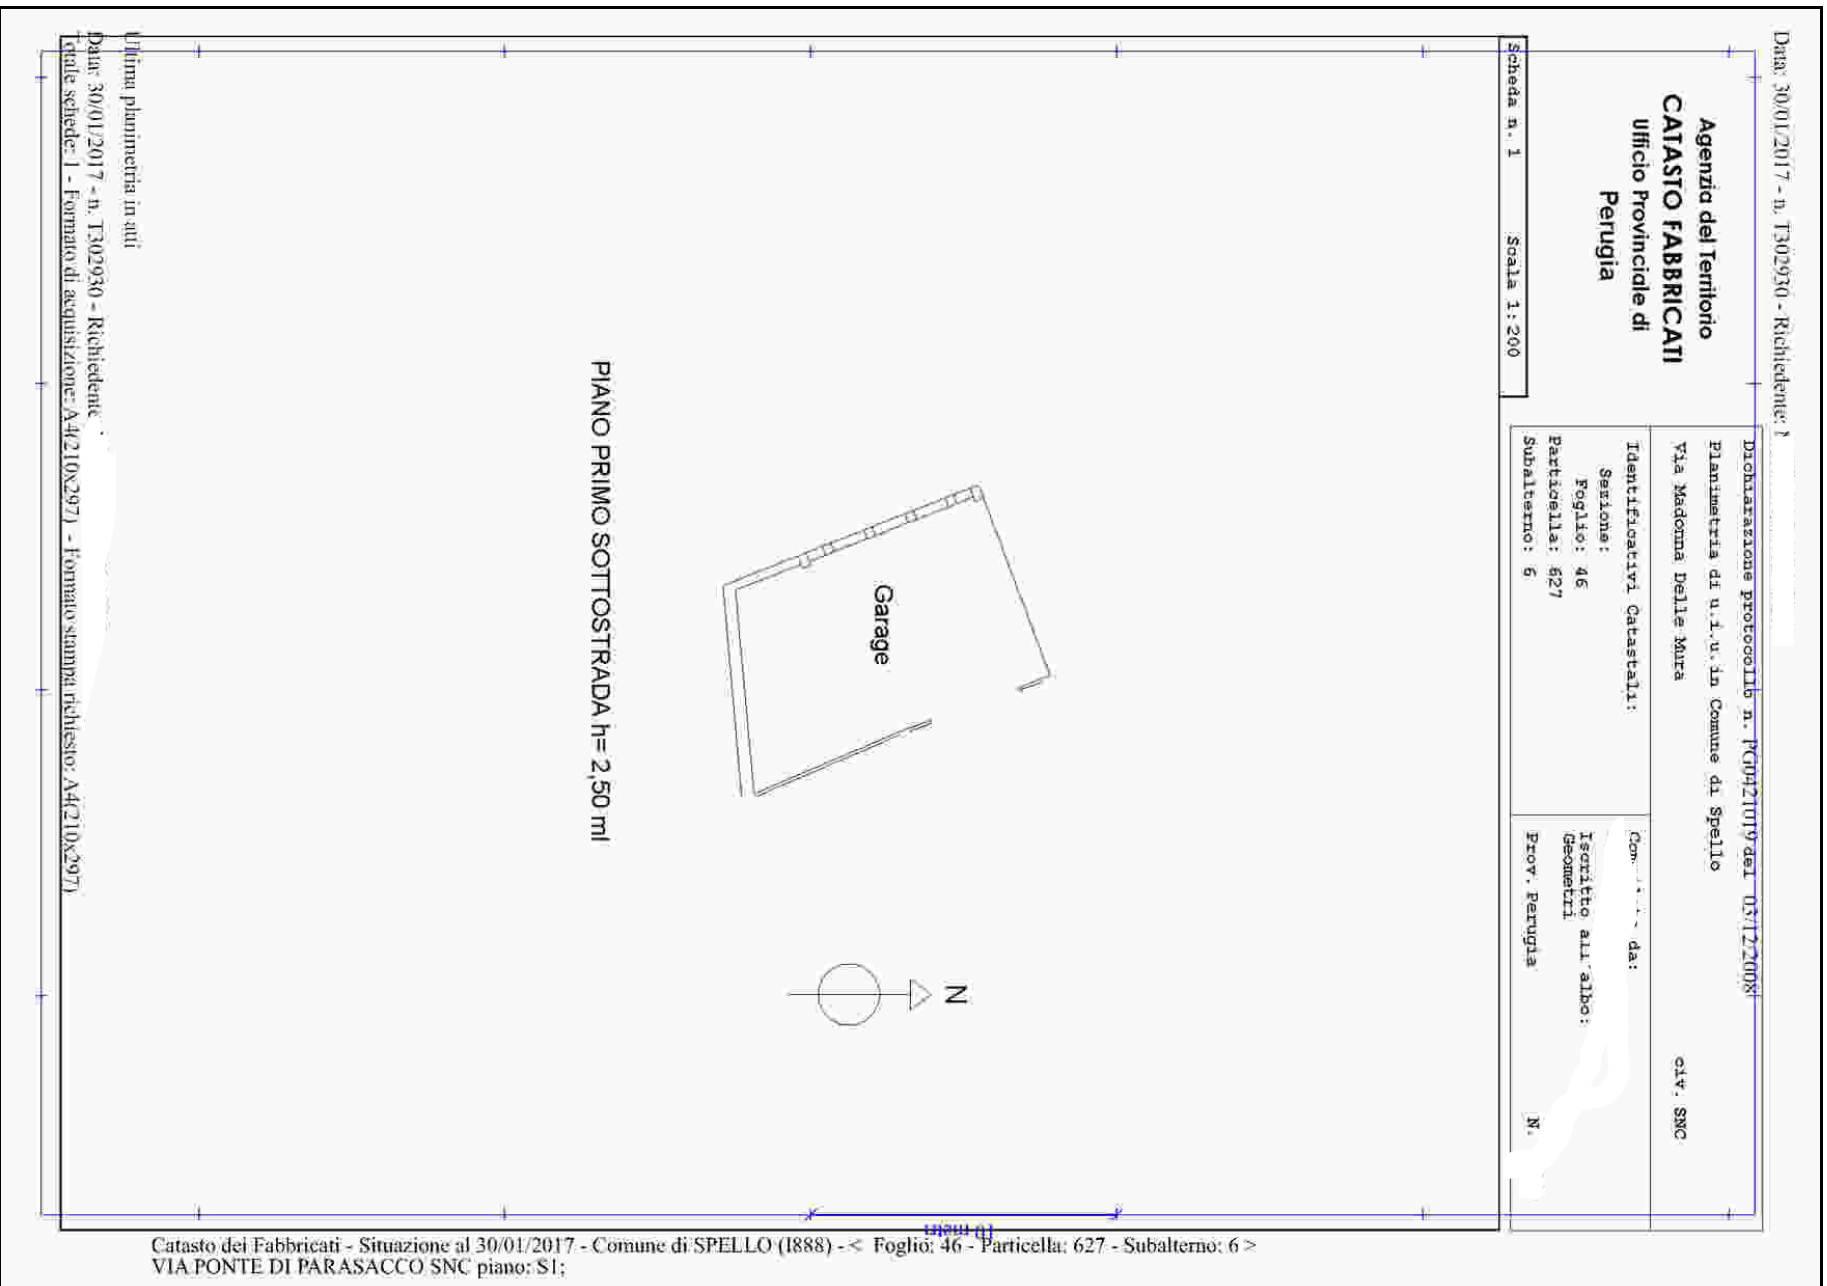 Data: 30/01/2017 - n. T302930 - Richiedente:
Agenzia del Territorio
CATASTO FABBRICATI
Ufficio Provinciale di
Perugia
Scheda n. 1 Scala 1:200
Dichiarazione protocollo n. PG0421019 del 03/12/2008
Planimetria di u.i.u. in Comune di Spello
Via Madonna Delle Mura civ. SNC
Identificativi Catastali:
Sezione:
Foglio: 46
Particella: 627
Subalterno: 6
da:
Iscritto all'albo:
Geometri
Prov. Perugia N.
Garage
PIANO PRIMO SOTTOSTRADA h= 2,50 ml
N
10 metri
Ultima planimetria in atti
Data: 30/01/2017 - n. T302930 - Richiedente
Totale schede: 1 - Formato di acquisizione: A4(210x297) - Formato stampa richiesto: A4(210x297)
Catasto dei Fabbricati - Situazione al 30/01/2017 - Comune di SPELLO (I888) - < Foglio: 46 - Particella: 627 - Subalterno: 6 >
VIA PONTE DI PARASACCO SNC piano: S1;